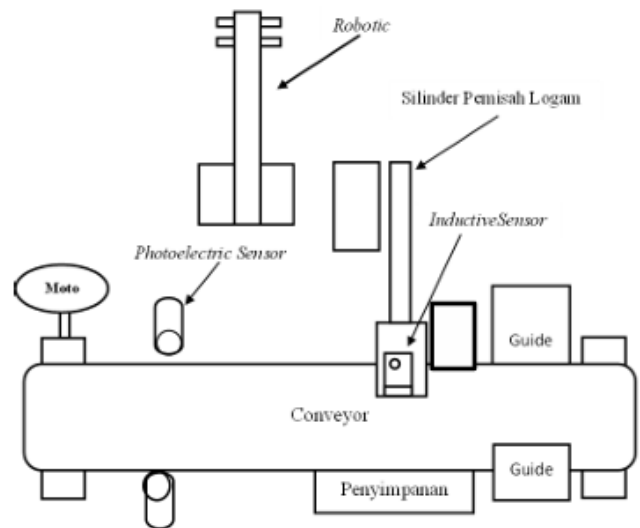 Robotic
Silinder Pemisah Logam
InductiveSensor
Photoelectric Sensor
Moto
Guide
Conveyor
Guide
Penyimpanan